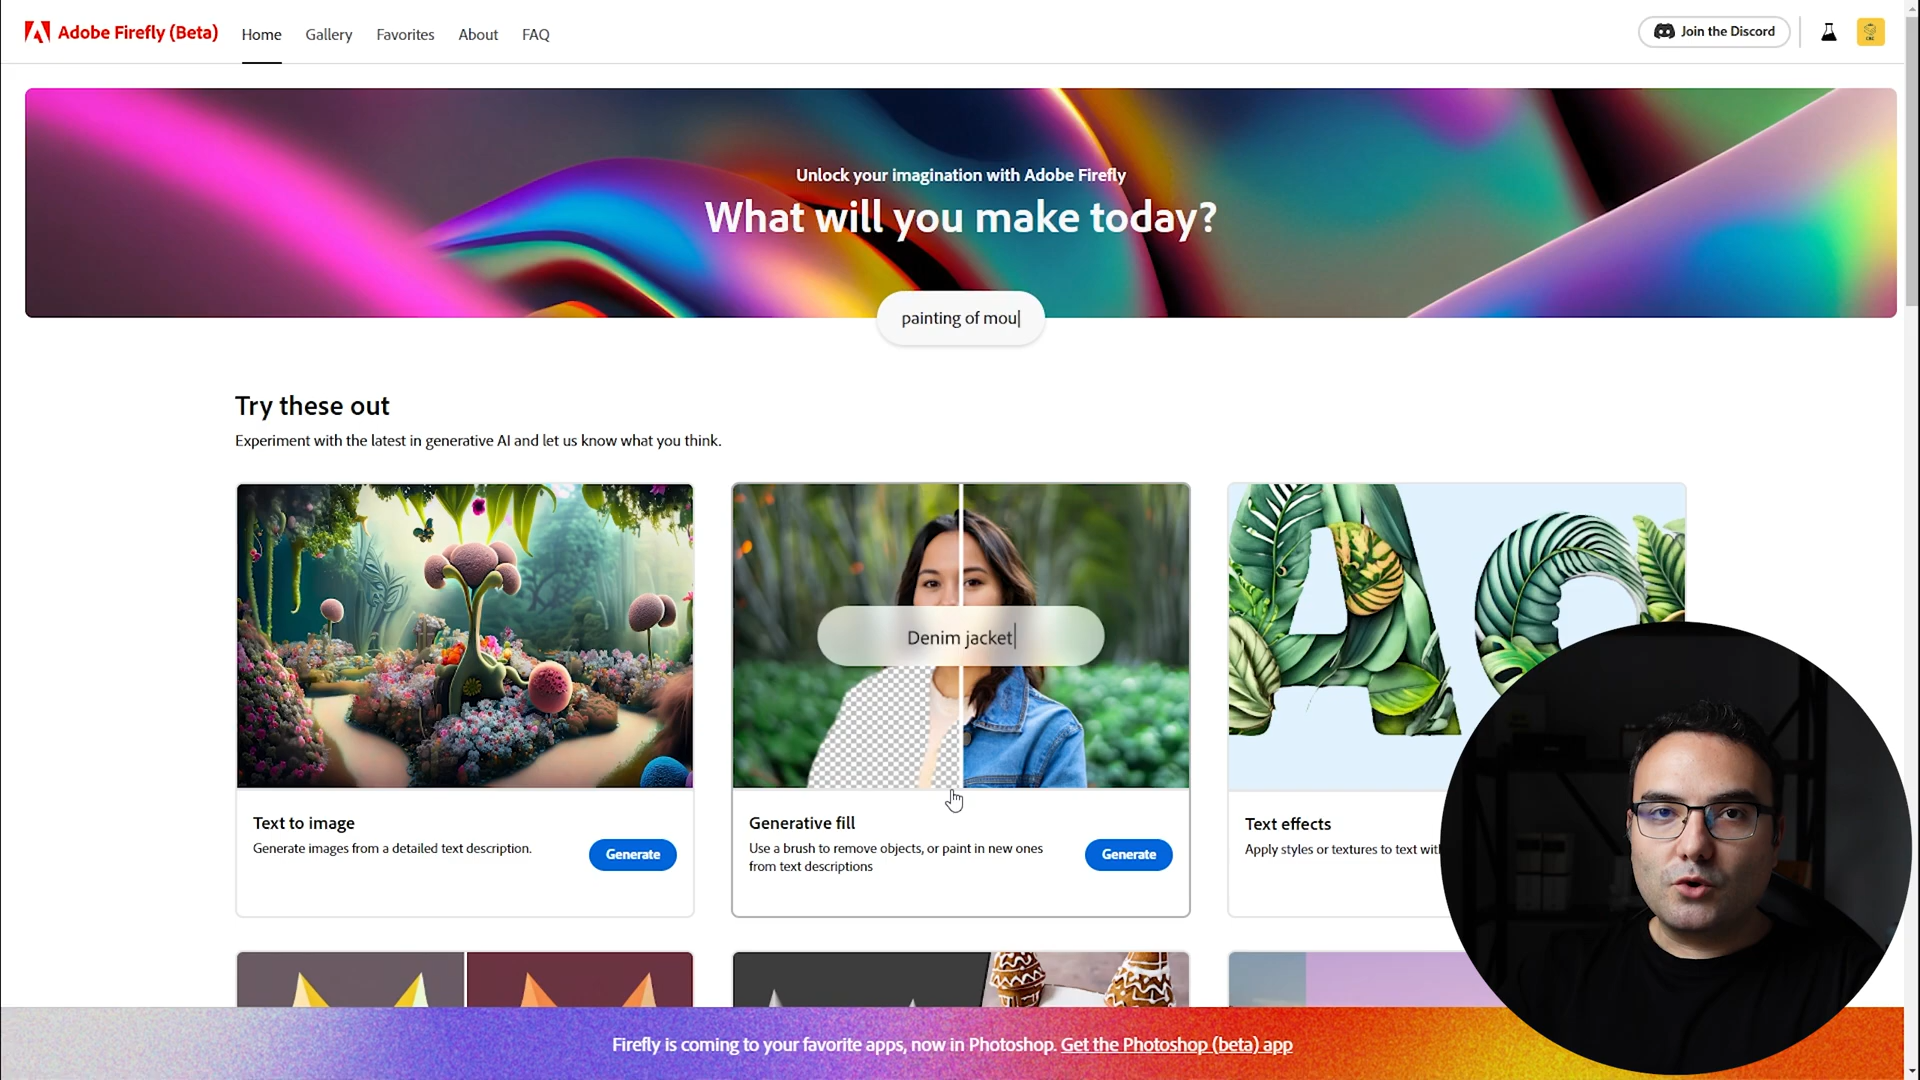 Adobe Firefly (Beta)
Home
Gallery
Favorites
About
FAQ
Join the Discord
Unlock your imagination with Adobe Firefly
What will you make today?
painting of mou
Try these out
Experiment with the latest in generative AI and let us know what you think.
Denim jacket
Text to image
Generate images from a detailed text description.
Generate
Generative fill
Use a brush to remove objects, or paint in new ones
from text descriptions
Generate
Text effects
Apply styles or textures to text
Firefly is coming to your favorite apps, now in Photoshop. Get the Photoshop (beta) app